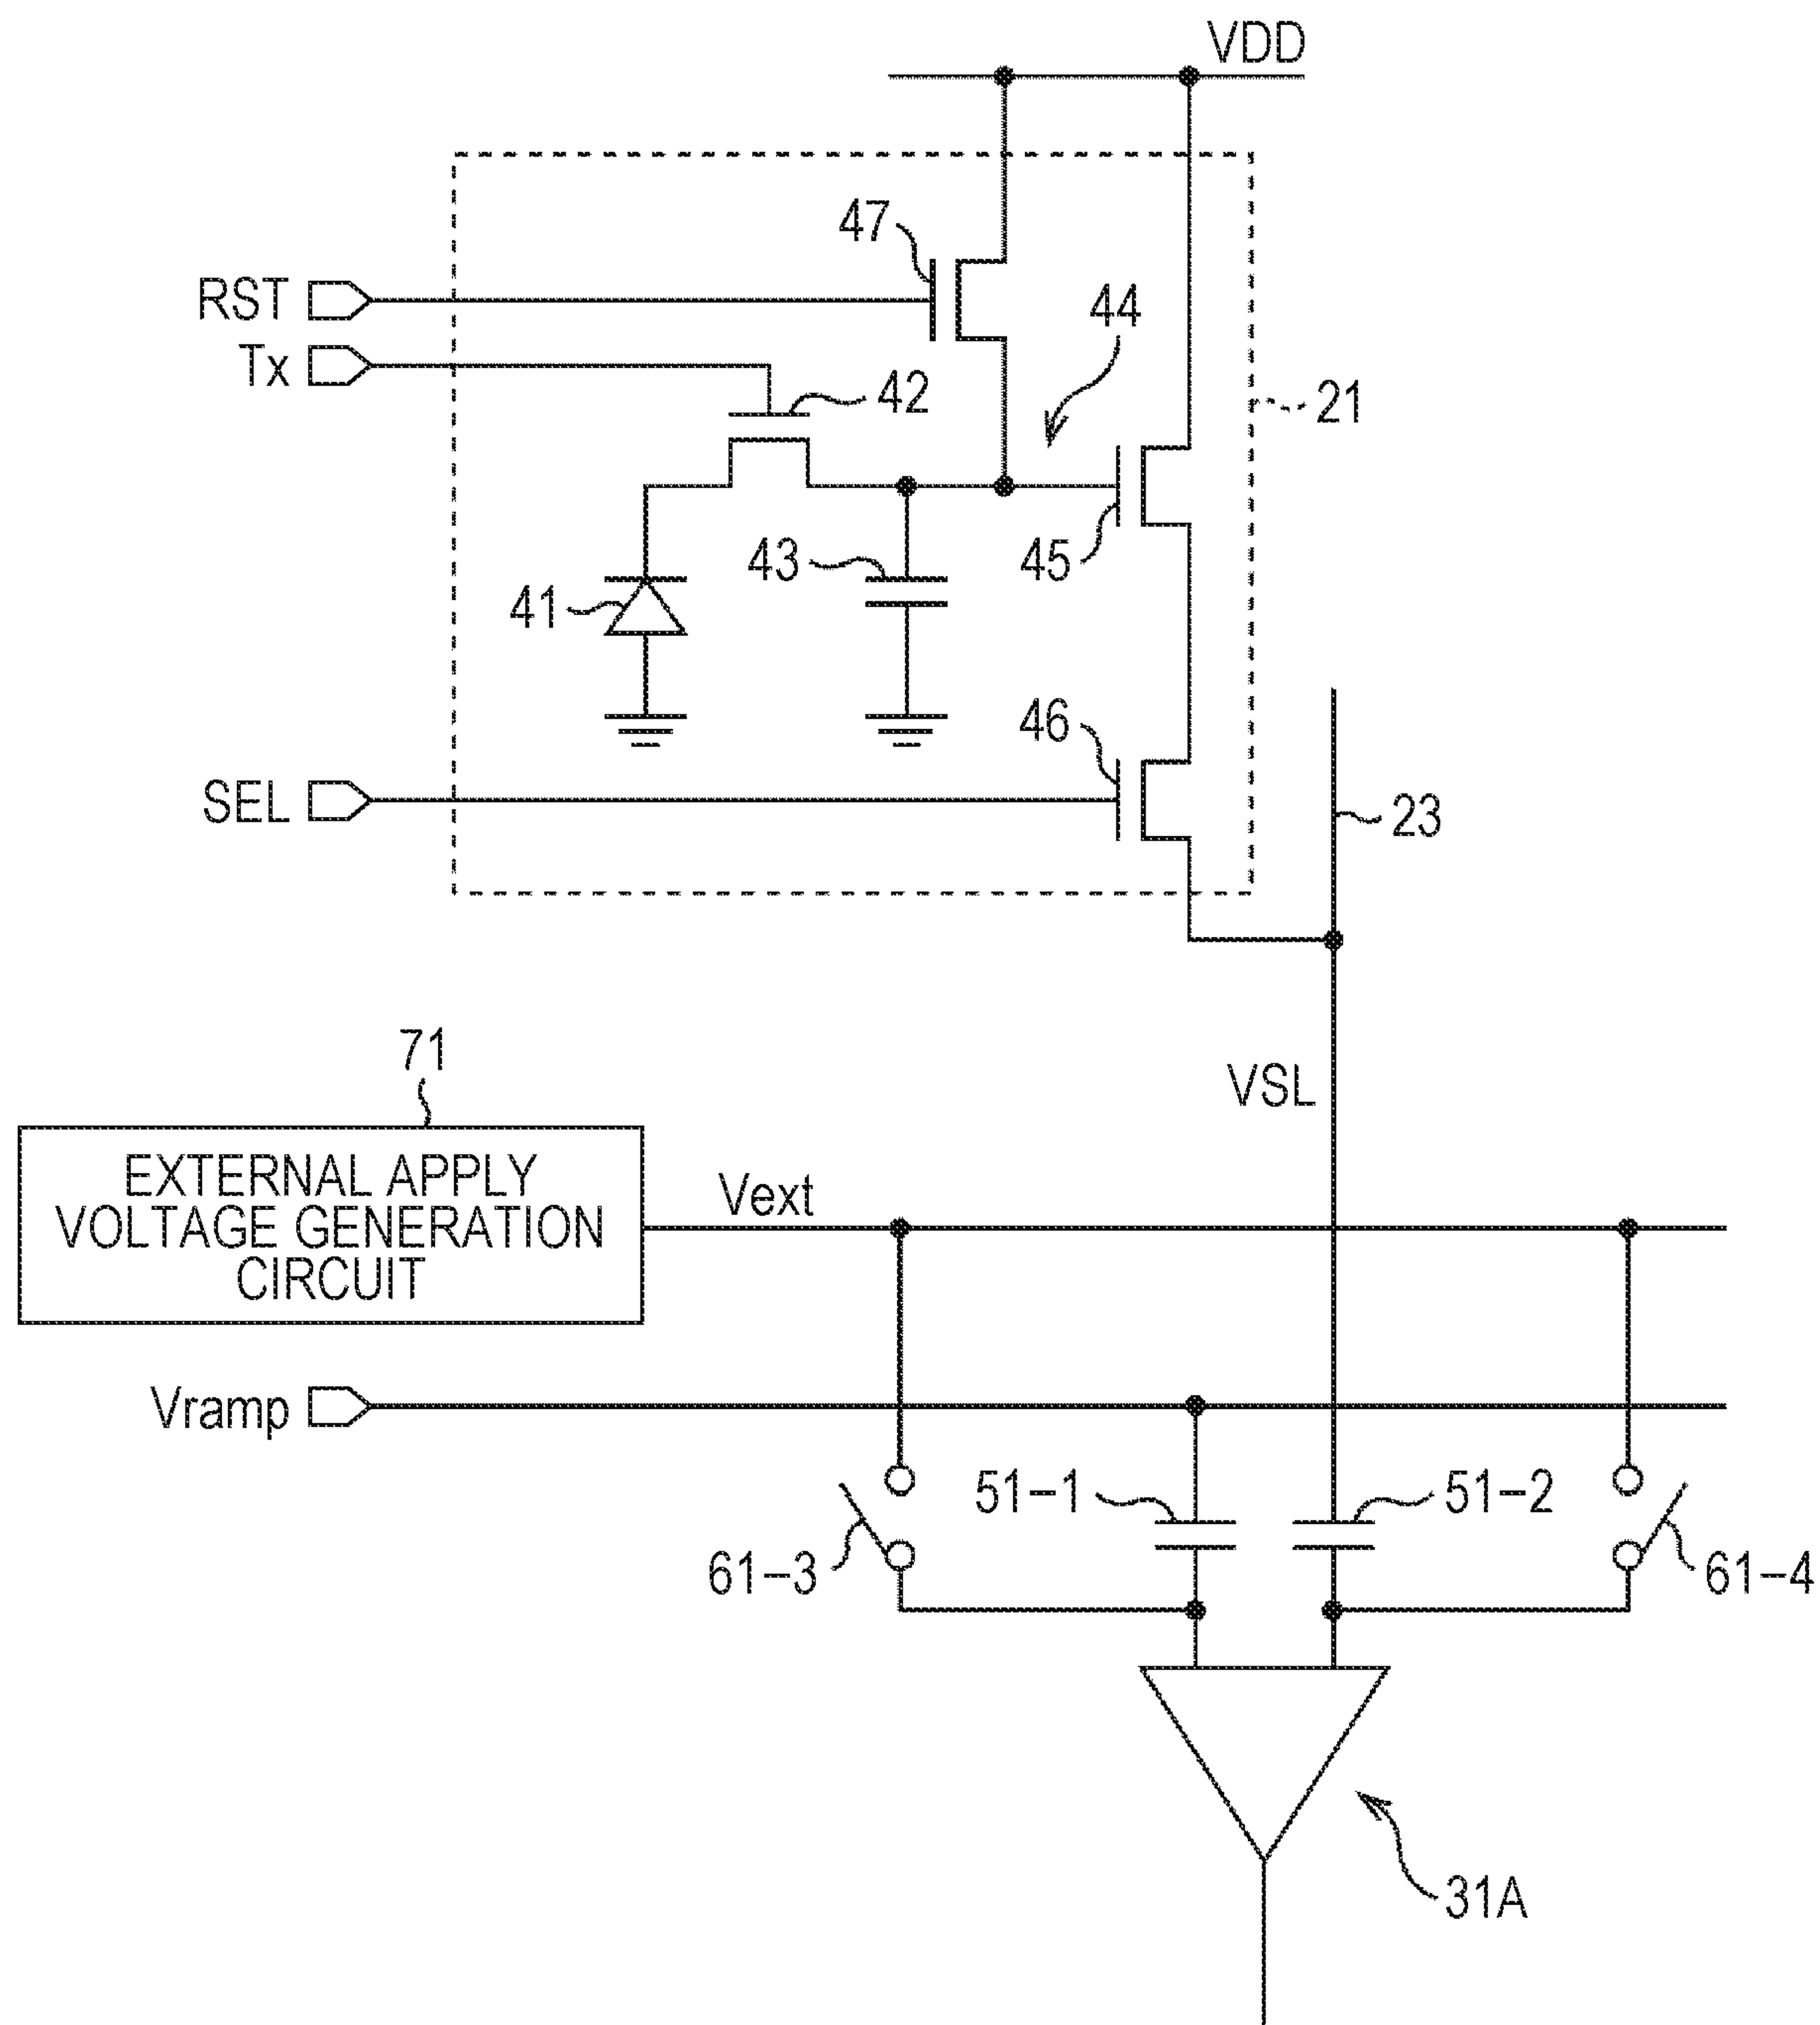 VDD
47
RST
44
Tx
42
21
43
45
41
46
SEL
23
71
VSL
EXTERNAL APPLY
VOLTAGE GENERATION
CIRCUIT
Vext
Vramp
51-1
51-2
61-3
61-4
31A